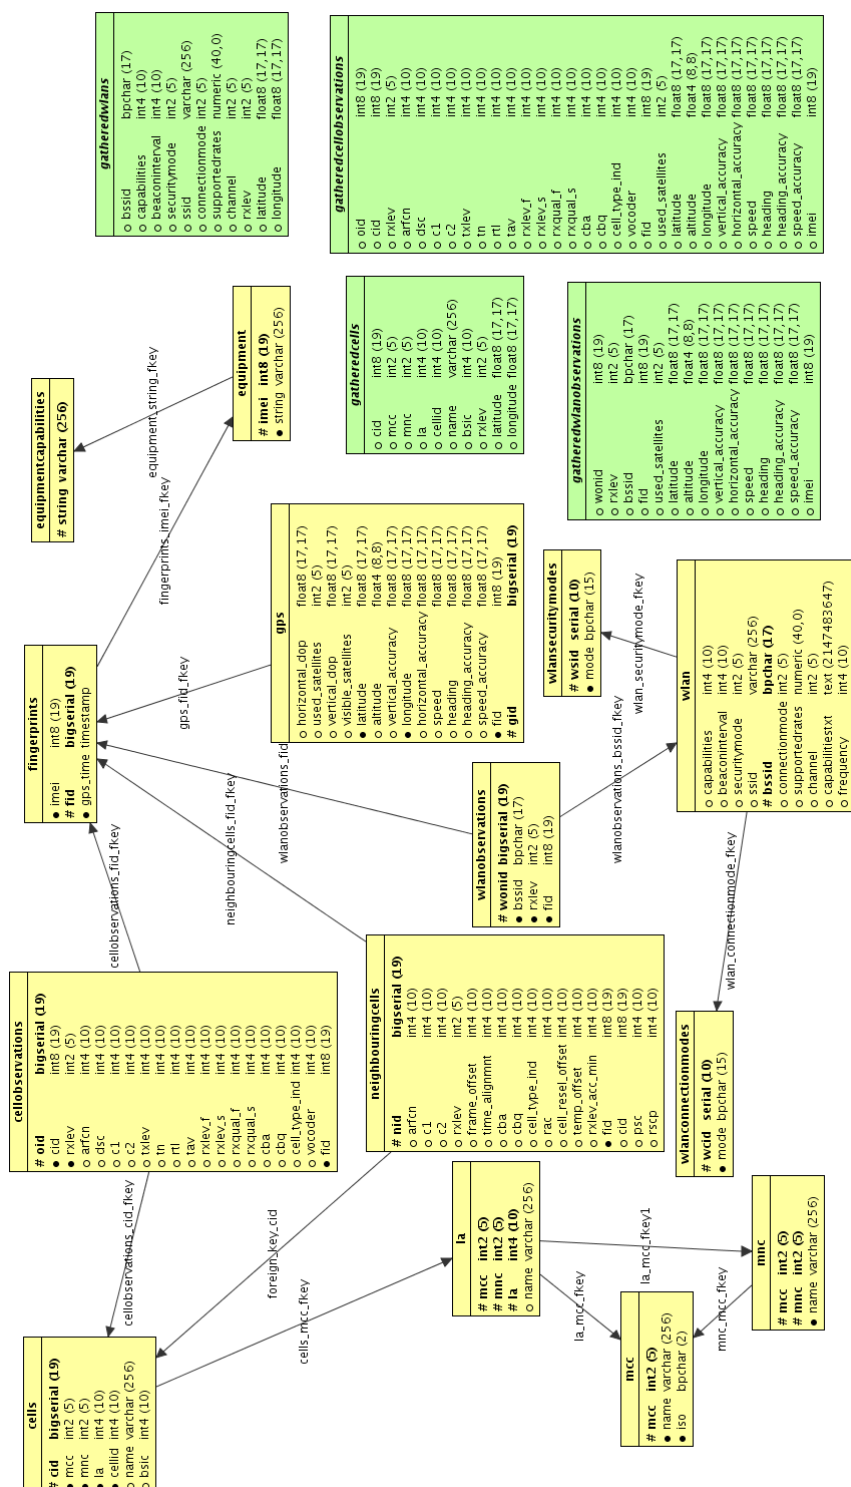 cells
# cid bigserial (19)
● mcc int2 (5)
● mnc int2 (5)
● la int4 (10)
● cellid int4 (10)
○ name varchar (256)
○ bsic int4 (10)
cellobservations_cid_fkey
cellobservations
# oid bigserial (19)
● cid int8 (19)
● rxlev int2 (5)
○ arfcn int4 (10)
○ dsc int4 (10)
○ c1 int4 (10)
○ c2 int4 (10)
○ txlev int4 (10)
○ tn int4 (10)
○ rtl int4 (10)
○ tav int4 (10)
○ rxlev_f int4 (10)
○ rxlev_s int4 (10)
○ rxqual_f int4 (10)
○ rxqual_s int4 (10)
○ cba int4 (10)
○ cbq int4 (10)
○ cell_type_ind int4 (10)
○ vocoder int4 (10)
● fid int8 (19)
cellobservations_fid_fkey
fingerprints
● imei int8 (19)
# fid bigserial (19)
● gps_time timestamp
fingerprints_imei_fkey
equipmentcapabilities
# string varchar (256)
equipment_string_fkey
equipment
# imei int8 (19)
● string varchar (256)
gatheredwlans
○ bssid bpchar (17)
○ capabilities int4 (10)
○ beaconinterval int4 (10)
○ securitymode int2 (5)
○ ssid varchar (256)
○ connectionmode int2 (5)
○ supportedrates numeric (40,0)
○ channel int2 (5)
○ rxlev int2 (5)
○ latitude float8 (17,17)
○ longitude float8 (17,17)
foreign_key_cid
cells_mcc_fkey
neighbouringcells_fid_fkey
wlanobservations_fid
gps_fid_fkey
gps
○ horizontal_dop float8 (17,17)
○ used_satellites int2 (5)
○ vertical_dop float8 (17,17)
○ visible_satellites int2 (5)
● latitude float8 (17,17)
○ altitude float4 (8,8)
○ vertical_accuracy float8 (17,17)
● longitude float8 (17,17)
○ horizontal_accuracy float8 (17,17)
○ speed float8 (17,17)
○ heading float8 (17,17)
○ heading_accuracy float8 (17,17)
○ speed_accuracy float8 (17,17)
● fid int8 (19)
# gid bigserial (19)
gatheredcells
○ cid int8 (19)
○ mcc int2 (5)
○ mnc int2 (5)
○ la int4 (10)
○ cellid int4 (10)
○ name varchar (256)
○ bsic int4 (10)
○ rxlev int2 (5)
○ latitude float8 (17,17)
○ longitude float8 (17,17)
gatheredcellobservations
○ oid int8 (19)
○ cid int8 (19)
○ rxlev int2 (5)
○ arfcn int4 (10)
○ dsc int4 (10)
○ c1 int4 (10)
○ c2 int4 (10)
○ txlev int4 (10)
○ tn int4 (10)
○ rtl int4 (10)
○ tav int4 (10)
○ rxlev_f int4 (10)
○ rxlev_s int4 (10)
○ rxqual_f int4 (10)
○ rxqual_s int4 (10)
○ cba int4 (10)
○ cbq int4 (10)
○ cell_type_ind int4 (10)
○ vocoder int4 (10)
○ fid int8 (19)
○ used_satellites int2 (5)
○ latitude float8 (17,17)
○ altitude float4 (8,8)
○ longitude float8 (17,17)
○ vertical_accuracy float8 (17,17)
○ horizontal_accuracy float8 (17,17)
○ speed float8 (17,17)
○ heading float8 (17,17)
○ heading_accuracy float8 (17,17)
○ speed_accuracy float8 (17,17)
○ imei int8 (19)
neighbouringcells
# nid bigserial (19)
○ arfcn int4 (10)
○ c1 int4 (10)
○ c2 int4 (10)
○ rxlev int2 (5)
○ frame_offset int4 (10)
○ time_alignmnt int4 (10)
○ cba int4 (10)
○ cbq int4 (10)
○ cell_type_ind int4 (10)
○ rac int4 (10)
○ cell_resel_offset int4 (10)
○ temp_offset int4 (10)
○ rxlev_acc_min int4 (10)
● fid int8 (19)
○ cid int8 (19)
○ psc int4 (10)
○ rscp int4 (10)
la
# mcc int2 (5)
# mnc int2 (5)
# la int4 (10)
○ name varchar (256)
wlanobservations
# wonid bigserial (19)
● bssid bpchar (17)
● rxlev int2 (5)
● fid int8 (19)
wlansecuritymodes
# wsid serial (10)
● mode bpchar (15)
gatheredwlanobservations
○ wonid int8 (19)
○ rxlev int2 (5)
○ bssid bpchar (17)
○ fid int8 (19)
○ used_satellites int2 (5)
○ latitude float8 (17,17)
○ altitude float4 (8,8)
○ longitude float8 (17,17)
○ vertical_accuracy float8 (17,17)
○ horizontal_accuracy float8 (17,17)
○ speed float8 (17,17)
○ heading float8 (17,17)
○ heading_accuracy float8 (17,17)
○ speed_accuracy float8 (17,17)
○ imei int8 (19)
la_mcc_fkey
la_mcc_fkey1
wlanobservations_bssid_fkey
wlan_securitymode_fkey
mcc
# mcc int2 (5)
● name varchar (256)
● iso bpchar (2)
mnc_mcc_fkey
wlanconnectionmodes
# wcid serial (10)
● mode bpchar (15)
wlan_connectionmode_fkey
wlan
○ capabilities int4 (10)
○ beaconinterval int4 (10)
○ securitymode int2 (5)
○ ssid varchar (256)
# bssid bpchar (17)
○ connectionmode int2 (5)
○ supportedrates numeric (40,0)
○ channel int2 (5)
○ capabilitiestxt text (2147483647)
○ frequency int4 (10)
mnc
# mcc int2 (5)
# mnc int2 (5)
● name varchar (256)